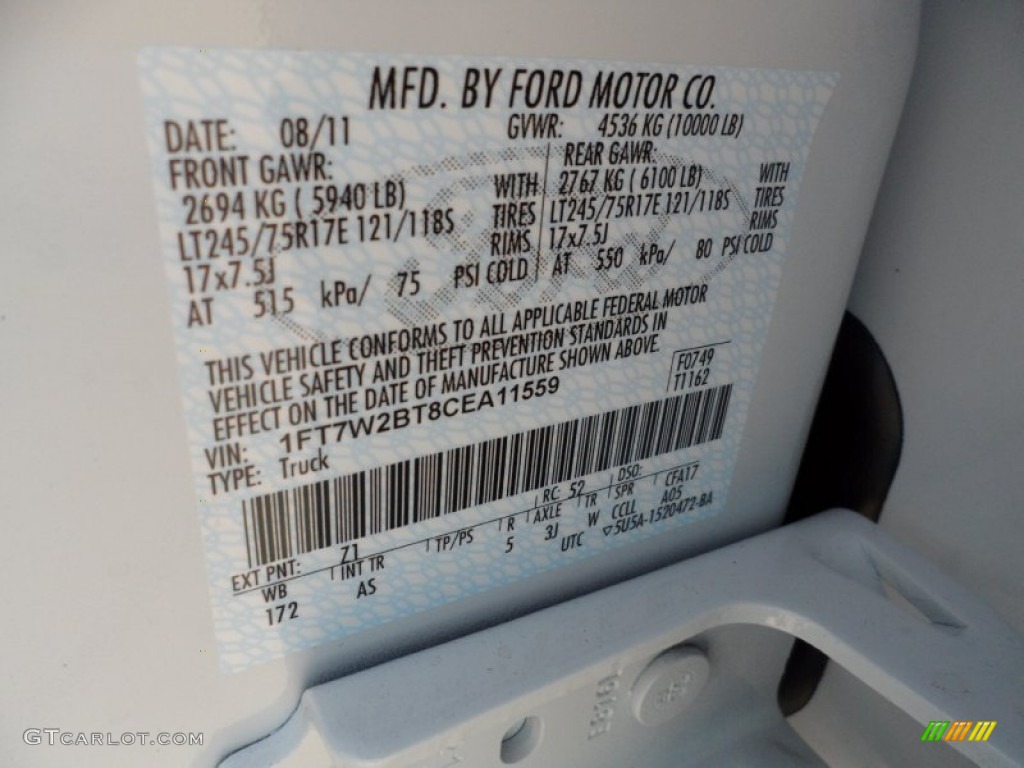 MFD. BY FORD MOTOR CO.
DATE: 08/11 GVWR: 4536 KG (10000 LB)
FRONT GAWR: REAR GAWR:
2694 KG ( 5940 LB) WITH 2767 KG ( 6100 LB) WITH
LT245/75R17E 121/118S TIRES LT245/75R17E 121/118S TIRES
17x7.5J RIMS 17x7.5J RIMS
AT 515 kPa/ 75 PSI COLD AT 550 kPa/ 80 PSI COLD
THIS VEHICLE CONFORMS TO ALL APPLICABLE FEDERAL MOTOR
VEHICLE SAFETY AND THEFT PREVENTION STANDARDS IN
EFFECT ON THE DATE OF MANUFACTURE SHOWN ABOVE.
F0749
T1162
VIN: 1FT7W2BT8CEA11559
TYPE: Truck
EXT PNT: Z1 RC: 52 DSO: CFA17
WB INT TR TP/PS R AXLE TR SPR A05
172 AS 5 3J W CCLL
UTC ▽5U5A-1520472-BA
GTCARLOT.COM